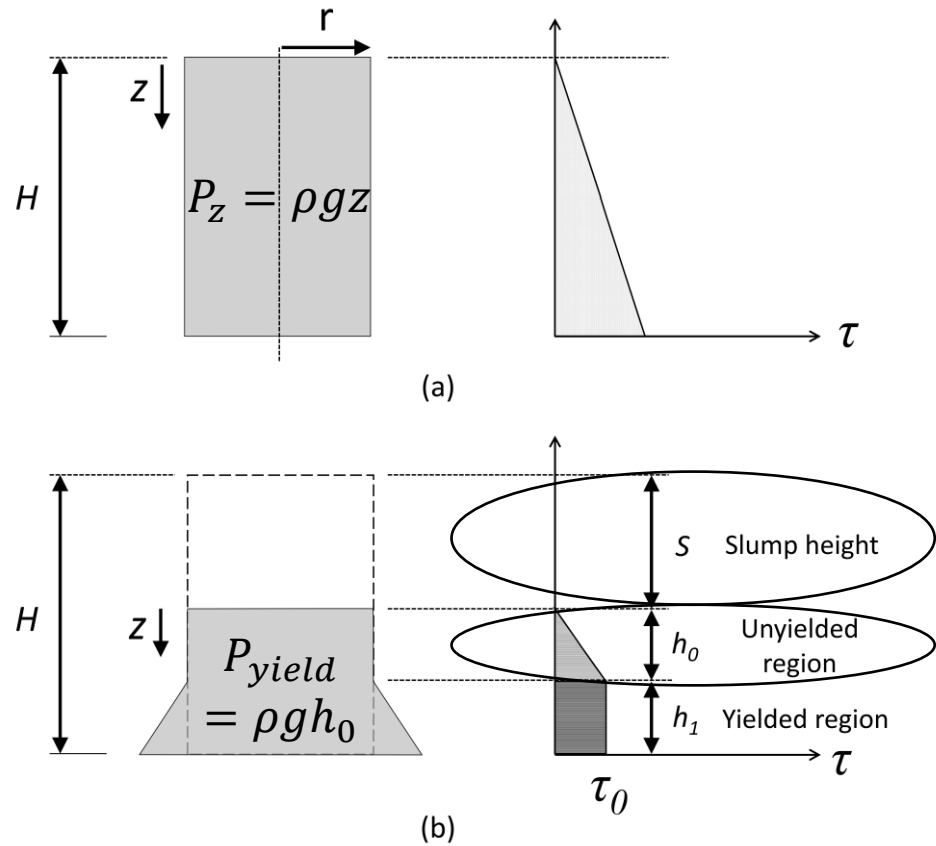 r
z
H
P_z = ρgz
τ
(a)
S Slump height
H
z
Unyielded
h_0 region
P_yield
= ρgh_0
h_1 Yielded region
τ
τ_0
(b)